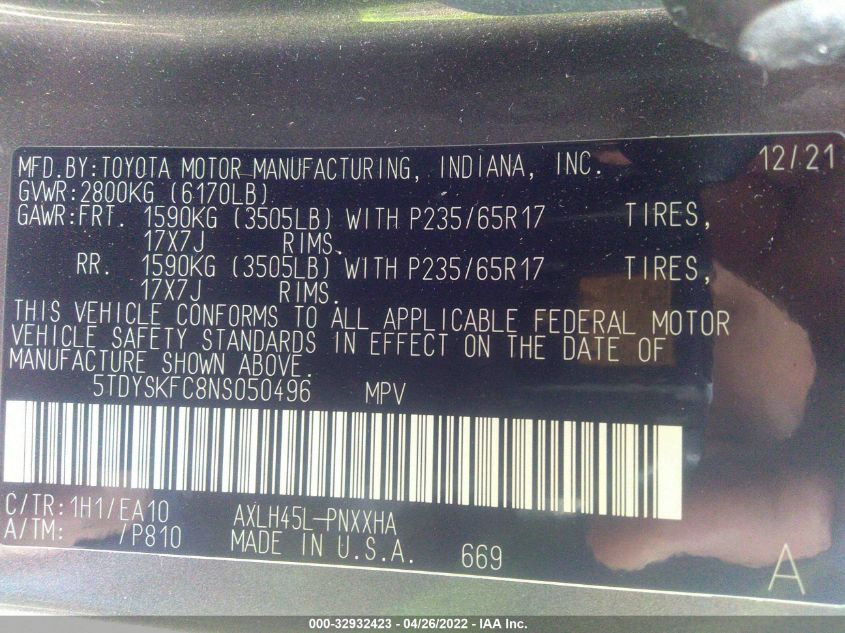 MFD.BY:TOYOTA MOTOR MANUFACTURING, INDIANA, INC. 12/21
GVWR:2800KG (6170LB)
GAWR:FRT. 1590KG (3505LB) WITH P235/65R17 TIRES,
17X7J RIMS.
RR. 1590KG (3505LB) WITH P235/65R17 TIRES,
17X7J RIMS.
THIS VEHICLE CONFORMS TO ALL APPLICABLE FEDERAL MOTOR
VEHICLE SAFETY STANDARDS IN EFFECT ON THE DATE OF
MANUFACTURE SHOWN ABOVE.
5TDYSKFC8NS050496 MPV
C/TR:1H1/EA10 AXLH45L-PNXXHA
A/TM: /P810 MADE IN U.S.A. 669
A
000-32932423 - 04/26/2022 - IAA Inc.